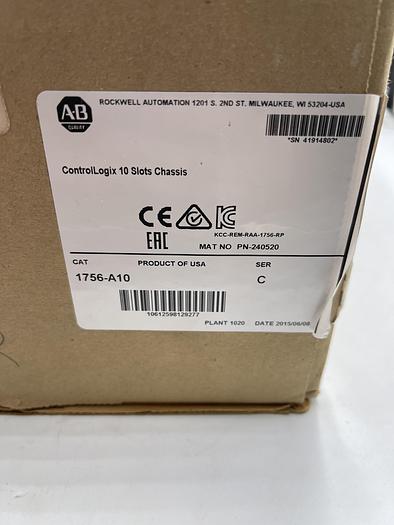 AB
QUALITY
ROCKWELL AUTOMATION 1201 S. 2ND ST. MILWAUKEE, WI 53204-USA
*SN 41914802*
ControlLogix 10 Slots Chassis
CE
KC
KCC-REM-RAA-1756-RP
EAC
MAT NO PN-240520
CAT PRODUCT OF USA SER
1756-A10 C
10612598129277
PLANT 1020 DATE 2015/06/08